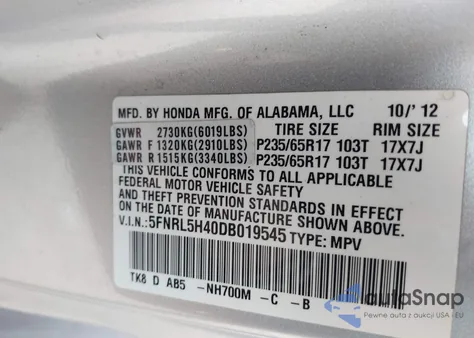 MFD. BY HONDA MFG. OF ALABAMA, LLC 10/'12
GVWR 2730KG(6019LBS) TIRE SIZE RIM SIZE
GAWR F 1320KG(2910LBS) P235/65R17 103T 17X7J
GAWR R 1515KG(3340LBS) P235/65R17 103T 17X7J
THIS VEHICLE CONFORMS TO ALL APPLICABLE
FEDERAL MOTOR VEHICLE SAFETY
AND THEFT PREVENTION STANDARDS IN EFFECT
ON THE DATE OF MANUFACTURE SHOWN ABOVE.
V.I.N.:5FNRL5H40DB019545 TYPE: MPV
TK8 D AB5 -NH700M -C -B
autoSnap
Pewne auta z aukcji USA i EU